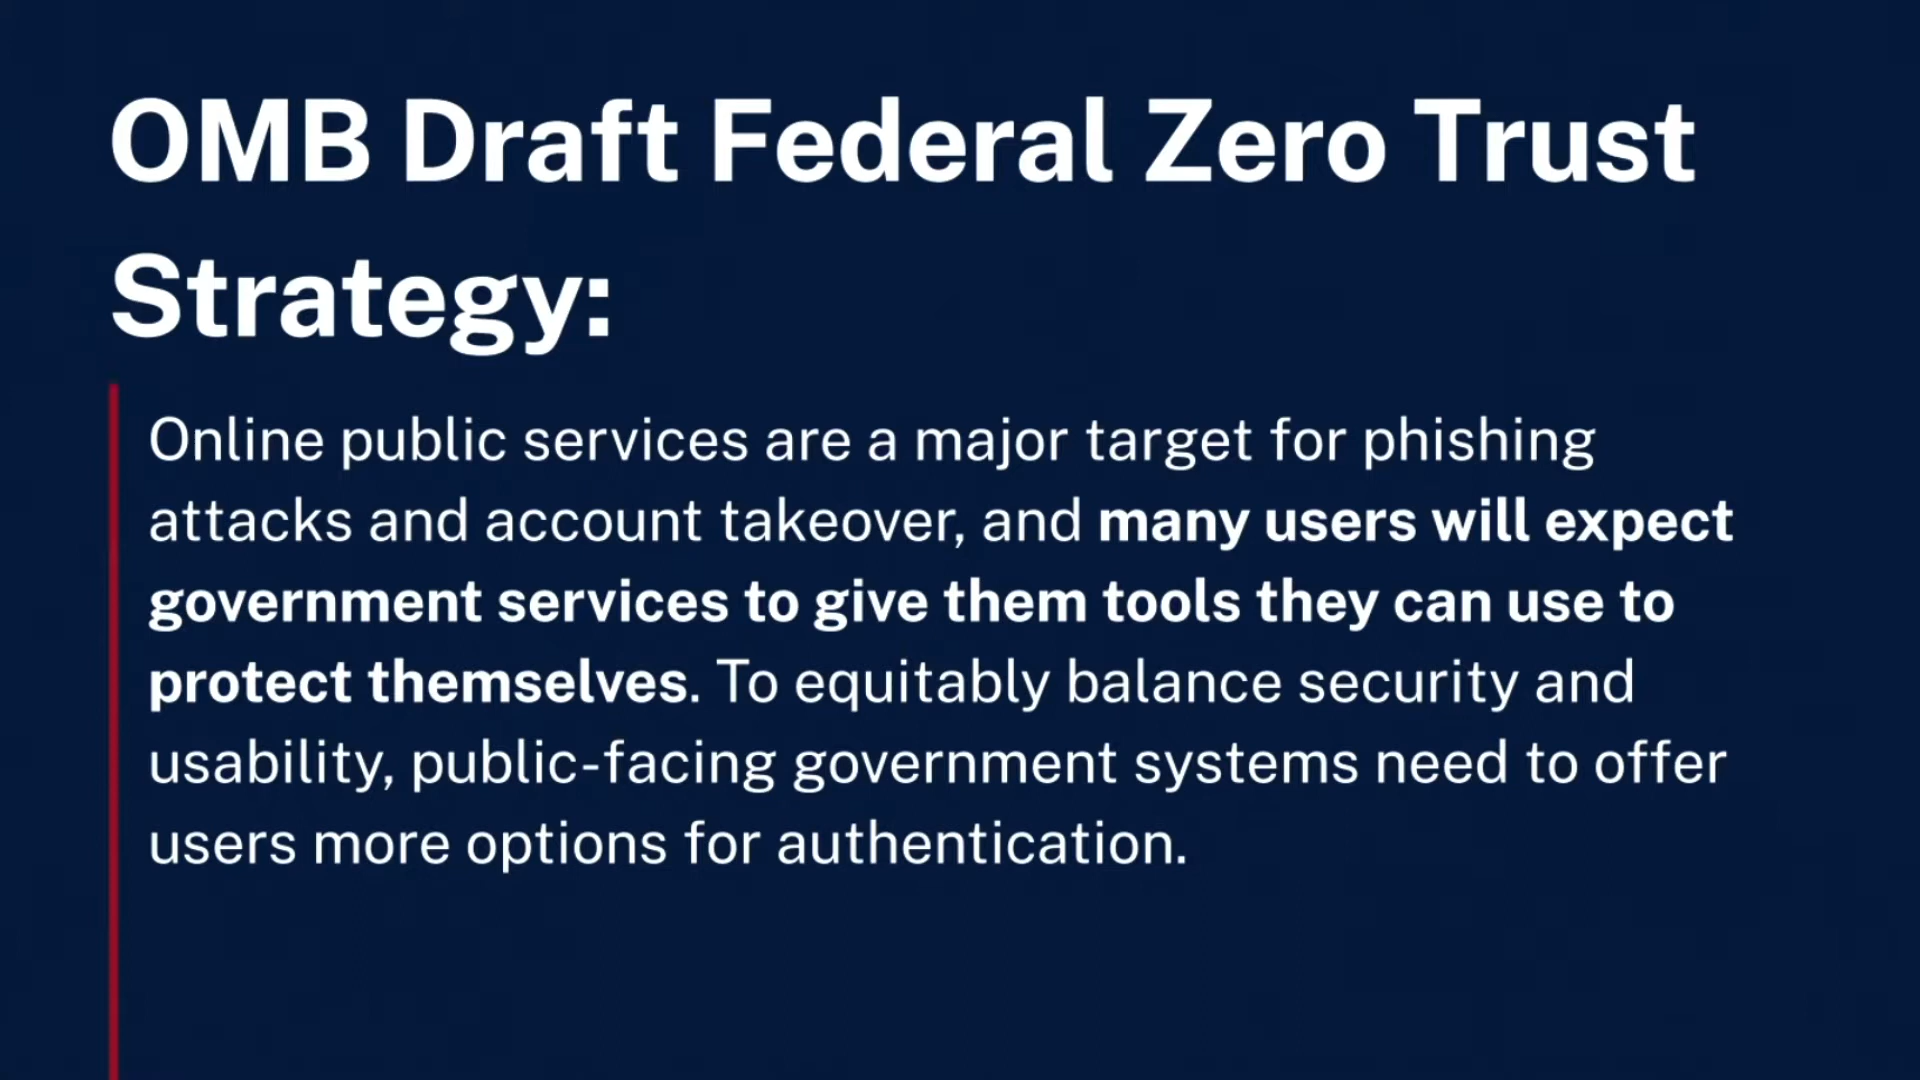 OMB Draft Federal Zero Trust
Strategy:
Online public services are a major target for phishing
attacks and account takeover, and many users will expect
government services to give them tools they can use to
protect themselves. To equitably balance security and
usability, public-facing government systems need to offer
users more options for authentication.